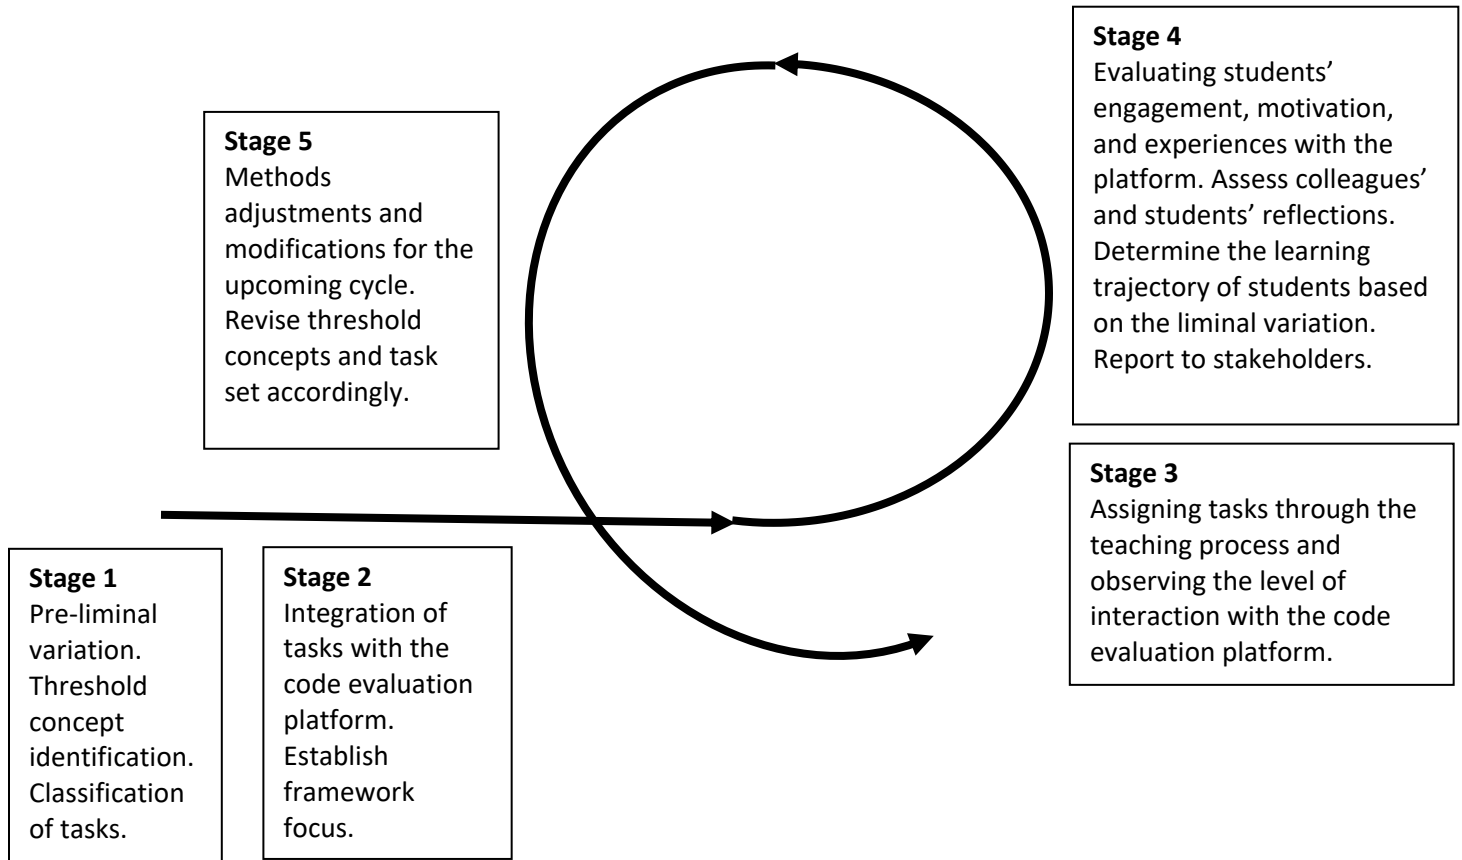 Stage 4
Evaluating students’
engagement, motivation,
and experiences with the
platform. Assess colleagues’
and students’ reflections.
Determine the learning
trajectory of students based
on the liminal variation.
Report to stakeholders.
Stage 5
Methods
adjustments and
modifications for the
upcoming cycle.
Revise threshold
concepts and task
set accordingly.
Stage 3
Assigning tasks through the
teaching process and
observing the level of
interaction with the code
evaluation platform.
Stage 1
Pre-liminal
variation.
Threshold
concept
identification.
Classification
of tasks.
Stage 2
Integration of
tasks with the
code evaluation
platform.
Establish
framework
focus.